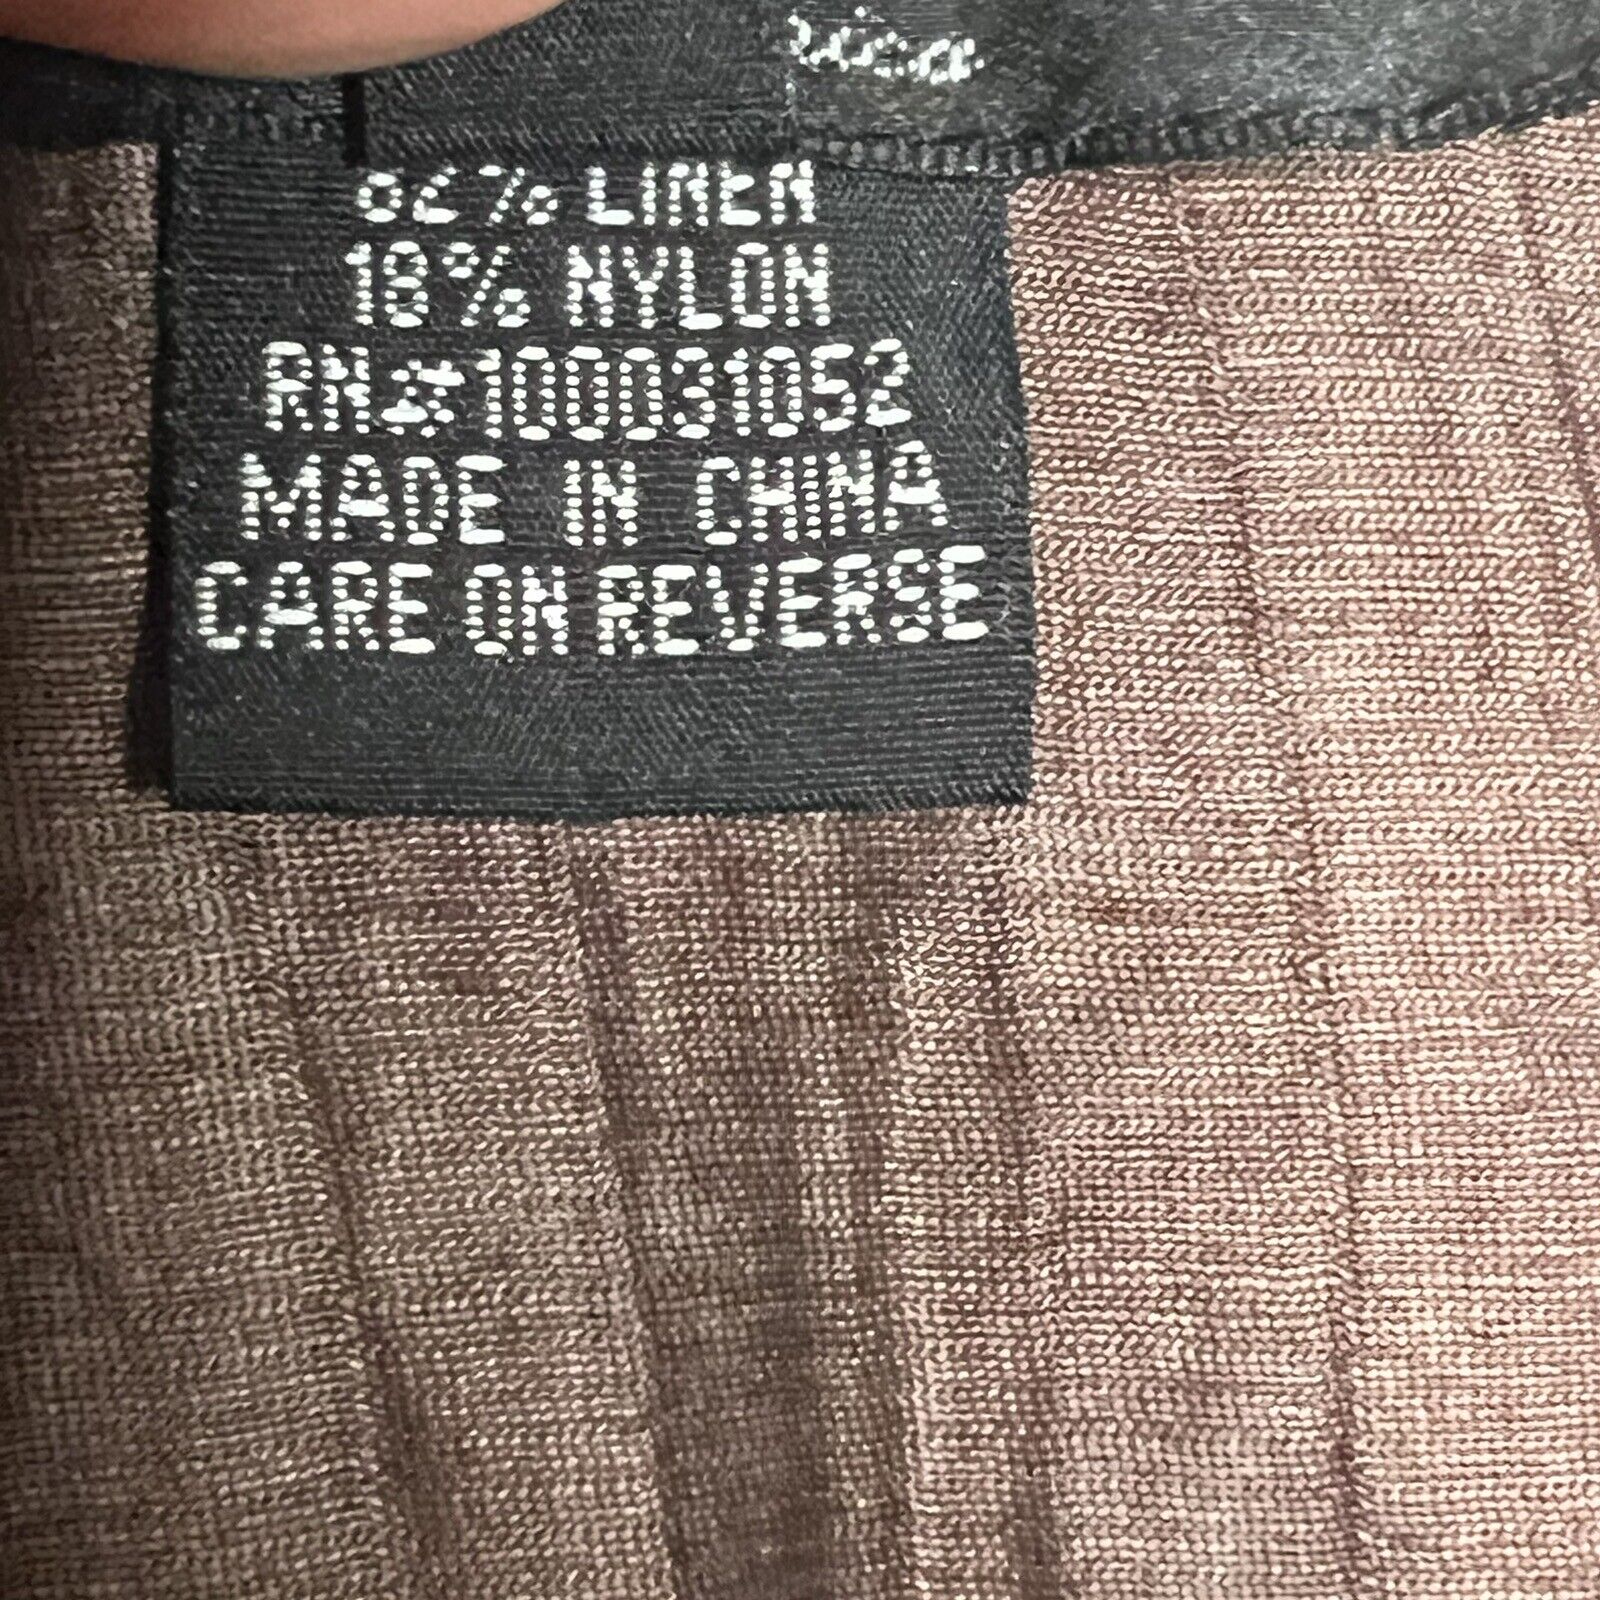 82% LINEN
18% NYLON
RN#100031052
MADE IN CHINA
CARE ON REVERSE